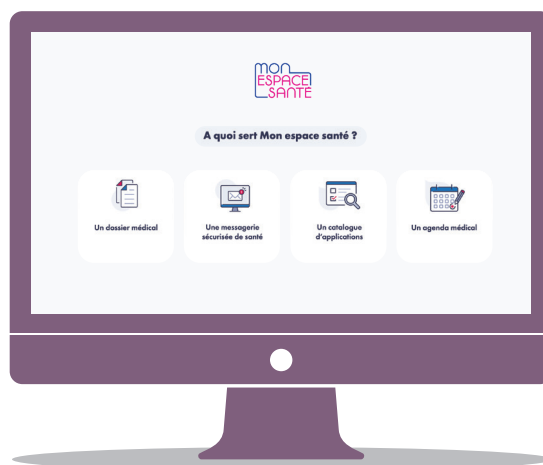 mon
ESPACE
SANTÉ
A quoi sert Mon espace santé ?
Un dossier médical
Une messagerie
sécurisée de santé
Un catalogue
d'applications
Un agenda médical